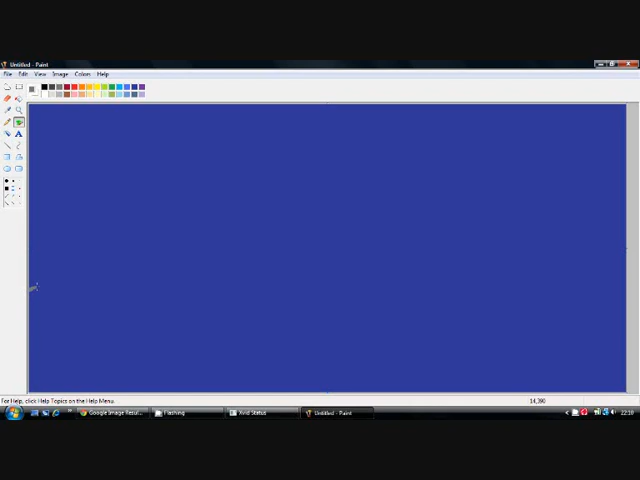 Untitled - Paint
File Edit View Image Colors Help
A
For Help, click Help Topics on the Help Menu.
14,390
Google Image Resul...
Flashing
Xvid Status
Untitled - Paint
22:18